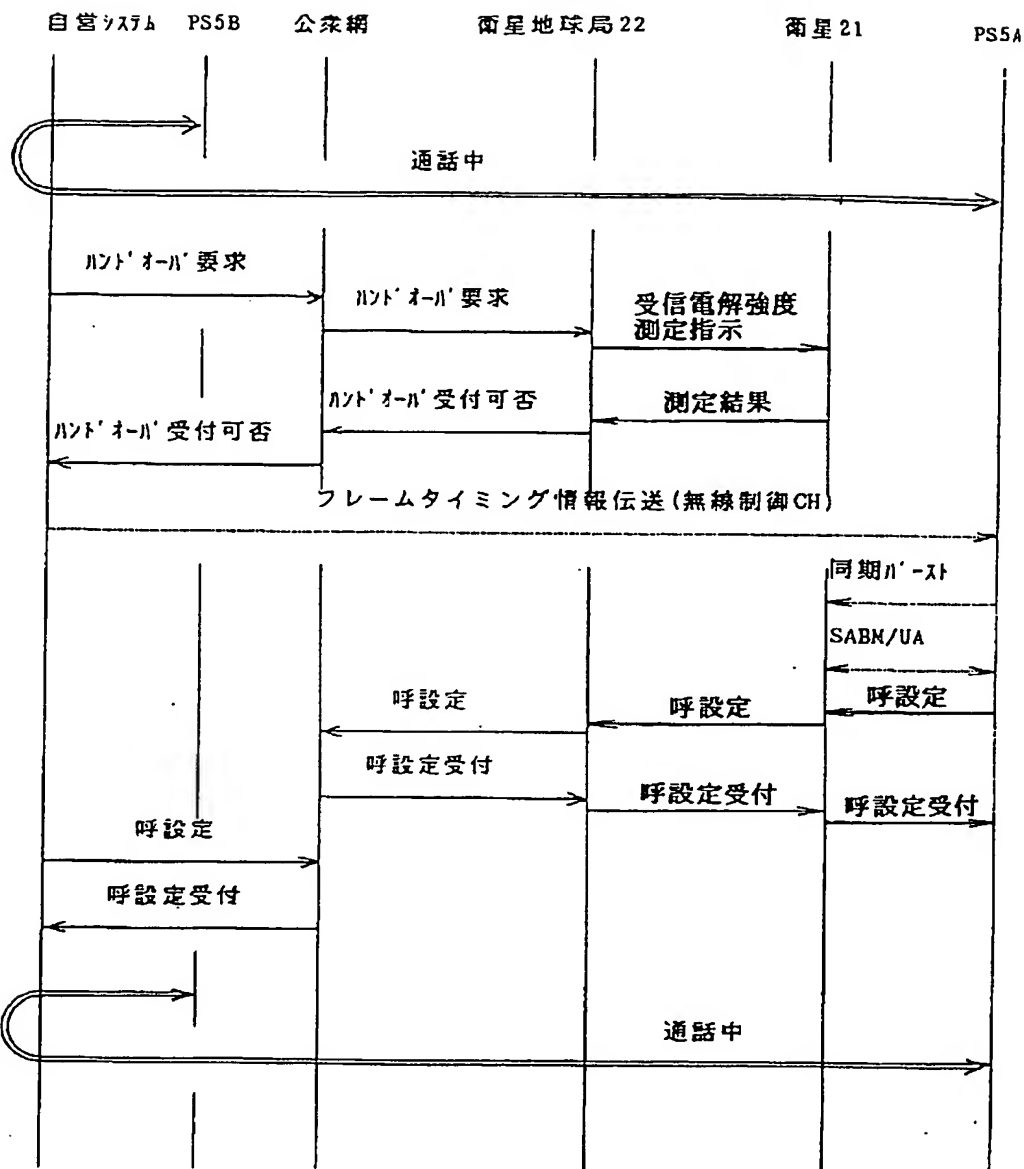 自営システム PS5B 公衆網 衛星地球局22 衛星21 PS5A
通話中
ハンドオーバ要求
ハンドオーバ要求
受信電解強度
測定指示
ハンドオーバ受付可否
測定結果
ハンドオーバ受付可否
フレームタイミング情報伝送(無線制御CH)
同期バースト
SABM/UA
呼設定
呼設定
呼設定
呼設定受付
呼設定受付
呼設定受付
呼設定
呼設定受付
通話中